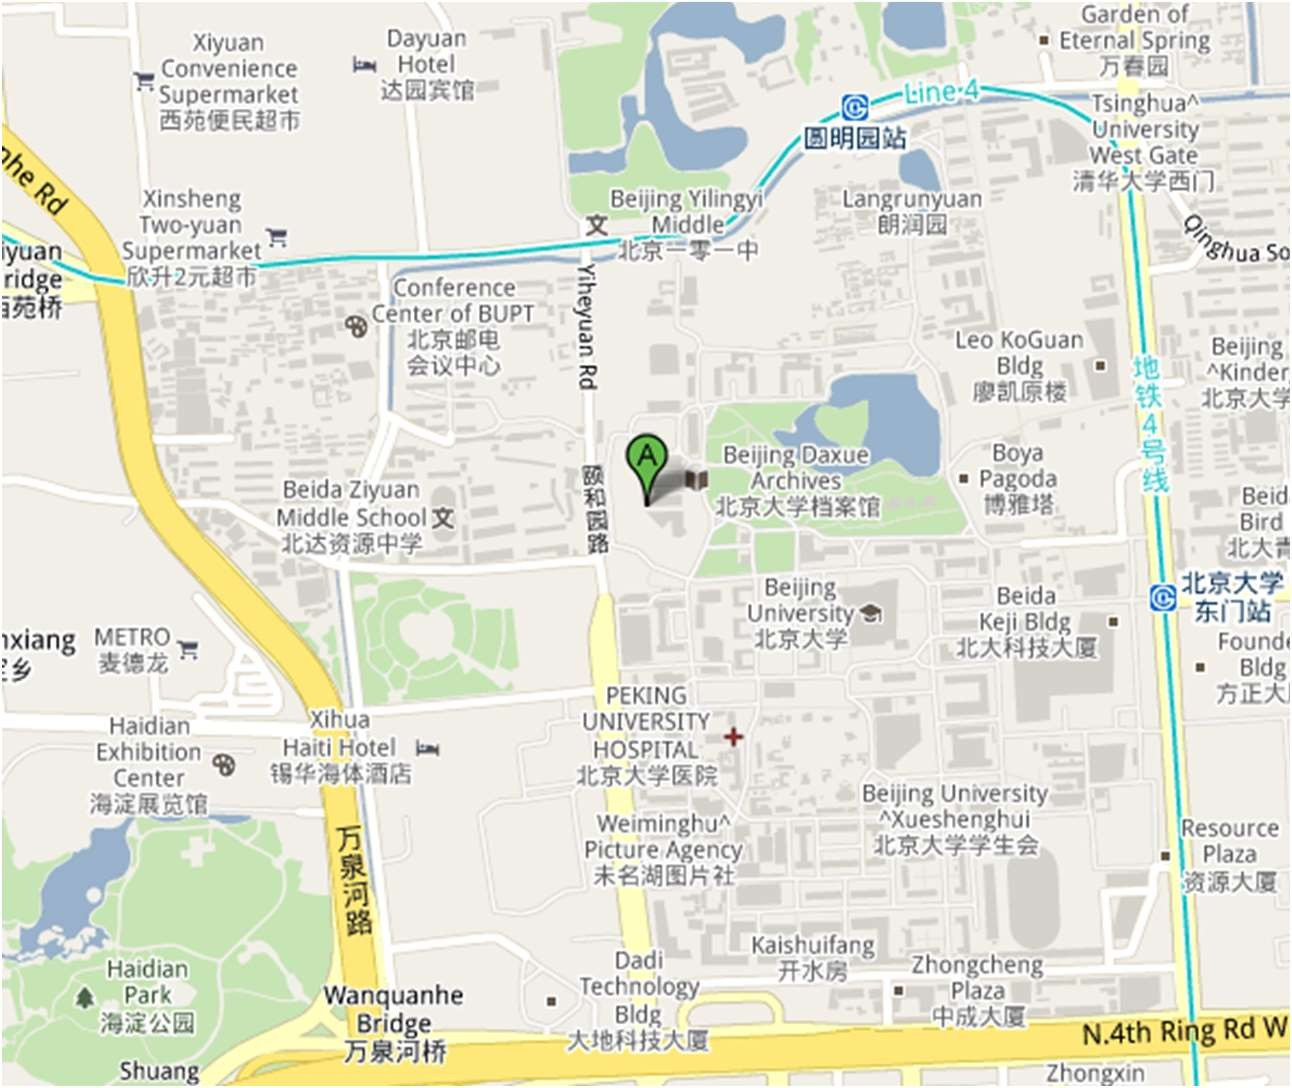 Xiyuan
Convenience
Supermarket
西苑便民超市
Dayuan
Hotel
达园宾馆
Garden of
Eternal Spring
万春园
Line 4
圆明园站
Tsinghua^
University
West Gate
清华大学西门
he Rd
Xinsheng
Two-yuan
Supermarket
欣升2元超市
文
Beijing Yilingyi
Middle
北京一零一中
Langrunyuan
朗润园
Qinghua So
iyuan
ridge
苑桥
Conference
Center of BUPT
北京邮电
会议中心
Yiheyuan Rd
Leo KoGuan
Bldg
廖凯原楼
地铁4号线
Beijing
^Kinder
北京大学
A
颐和园路
Beijing Daxue
Archives
北京大学档案馆
Boya
Pagoda
博雅塔
Beida Ziyuan
Middle School
文
北达资源中学
Beid
Bird
北大青
Beijing
University
北京大学
Beida
Keji Bldg
北大科技大厦
北京大学
东门站
nxiang
乡
METRO
麦德龙
Founde
Bldg
方正大
Haidian
Exhibition
Center
海淀展览馆
Xihua
Haiti Hotel
锡华海体酒店
PEKING
UNIVERSITY
HOSPITAL
北京大学医院
Beijing University
^Xueshenghui
北京大学学生会
Weiminghu^
Picture Agency
未名湖图片社
Resource
Plaza
资源大厦
万泉河路
Haidian
Park
海淀公园
Kaishuifang
开水房
Dadi
Technology
Bldg
大地科技大厦
Zhongcheng
Plaza
中成大厦
Wanquanhe
Bridge
万泉河桥
N.4th Ring Rd W
Shuang
Zhongxin